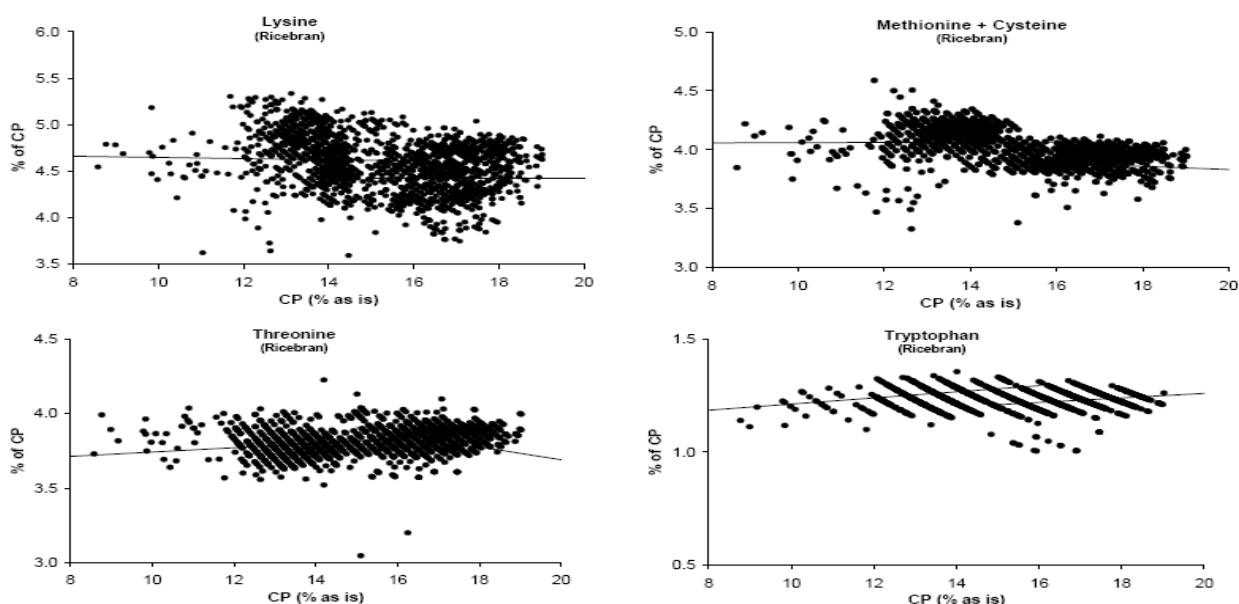 Lysine
(Ricebran)
6.0
5.5
5.0
4.5
4.0
3.5
% of CP
8
10
12
14
16
18
20
CP (% as is)
Methionine + Cysteine
(Ricebran)
5.0
4.5
4.0
3.5
3.0
% of CP
8
10
12
14
16
18
20
CP (% as is)
Threonine
(Ricebran)
4.5
4.0
3.5
3.0
% of CP
8
10
12
14
16
18
20
CP (% as is)
Tryptophan
(Ricebran)
1.5
1.0
0.5
% of CP
8
10
12
14
16
18
20
CP (% as is)